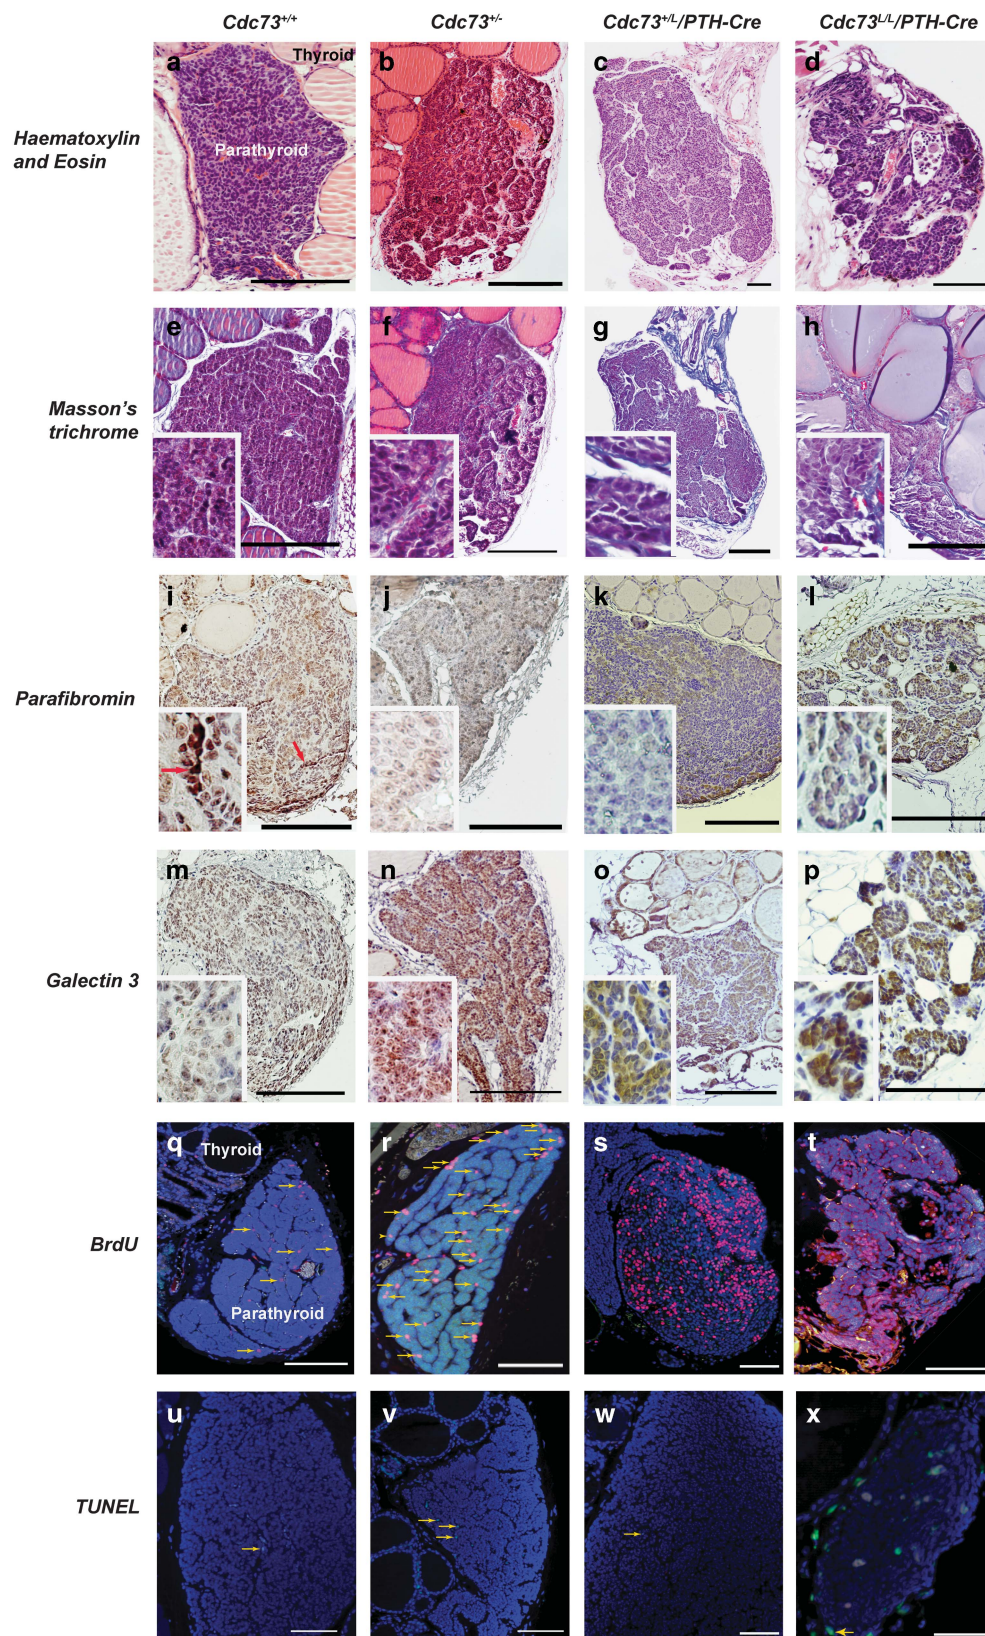 Cdc73+/+
Cdc73+/-
Cdc73+/L/PTH-Cre
Cdc73L/L/PTH-Cre
Haematoxylin
and Eosin
a
Thyroid
Parathyroid
b
c
d
Masson's
trichrome
e
f
g
h
Parafibromin
i
j
k
l
Galectin 3
m
n
o
p
BrdU
q
Thyroid
Parathyroid
r
s
t
TUNEL
u
v
w
x